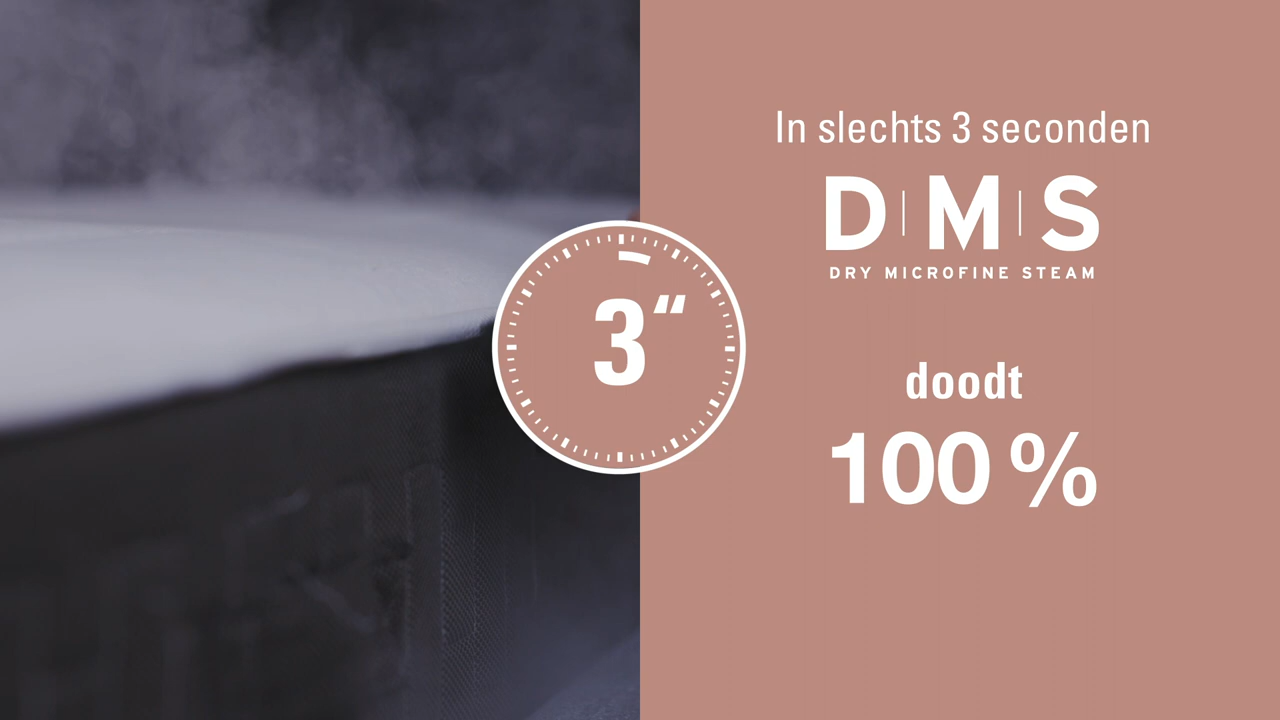 In slechts 3 seconden
D|M|S
DRY MICROFINE STEAM
3“
doodt
100 %